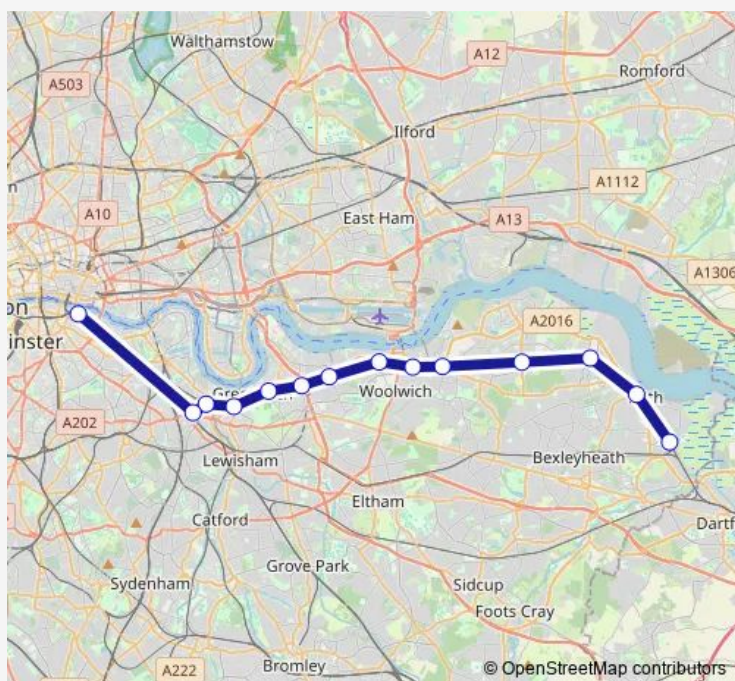 Walthamstow
A12
A503
Romford
Ilford
A1112
A10
East Ham
A13
A1306
on
A2016
inster
Woolwich
A202
Lewisham
Bexleyheath
Eltham
Catford
Dartf
Grove Park
Sydenham
Sidcup
Foots Cray
A222
Bromley
© OpenStreetMap contributors